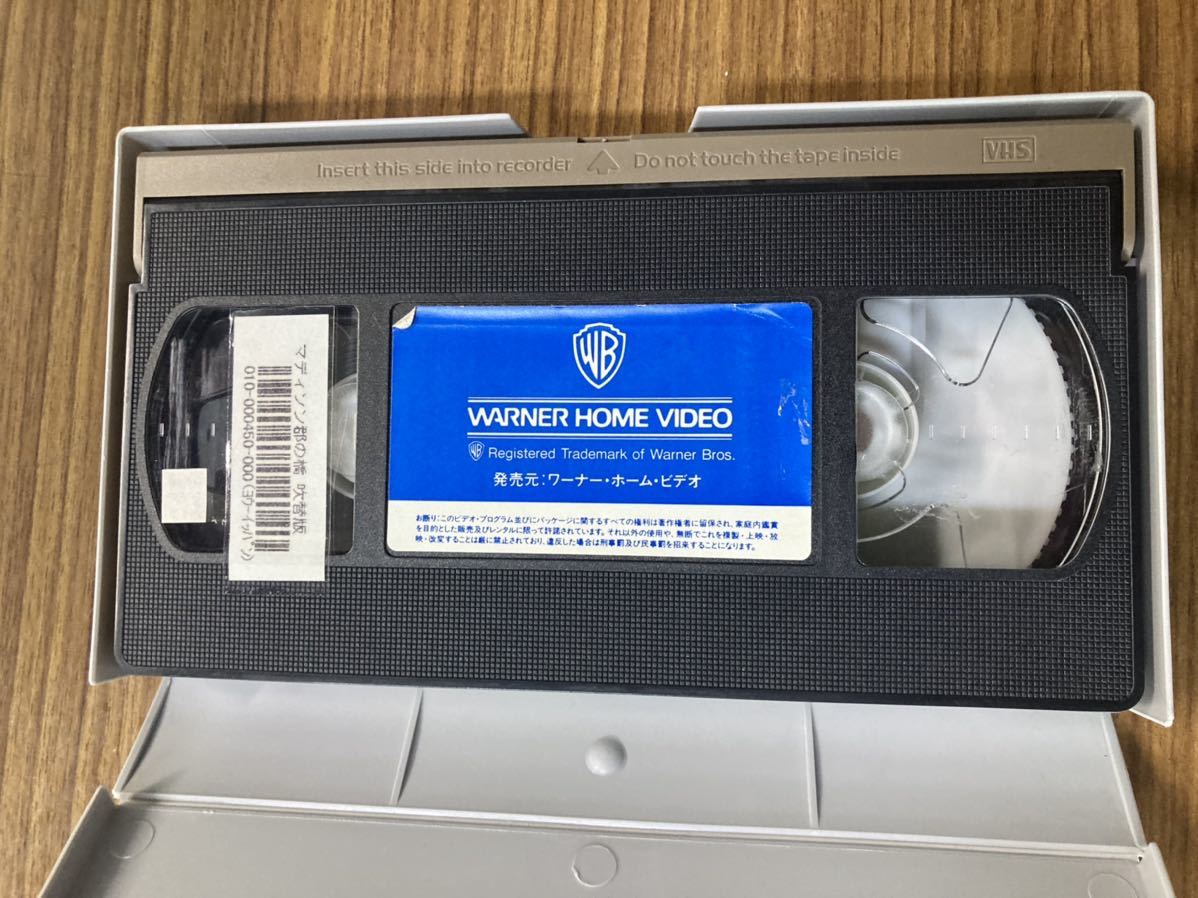 Insert this side into recorder Do not touch the tape inside VHS
マディソン郡の橋 吹替版
010-000450-000 (ヨウーイッパン)
WB
WARNER HOME VIDEO
WB Registered Trademark of Warner Bros.
発売元:ワーナー・ホーム・ビデオ
お断り:このビデオ・プログラム並びにパッケージに関するすべての権利は著作権者に留保され、家庭内鑑賞
を目的とした販売及びレンタルに限って許諾されています。それ以外の使用や、無断でこれを複製・上映・放
映・改変することは厳に禁止されており、違反した場合は刑事罰及び民事罰を招来することになります。